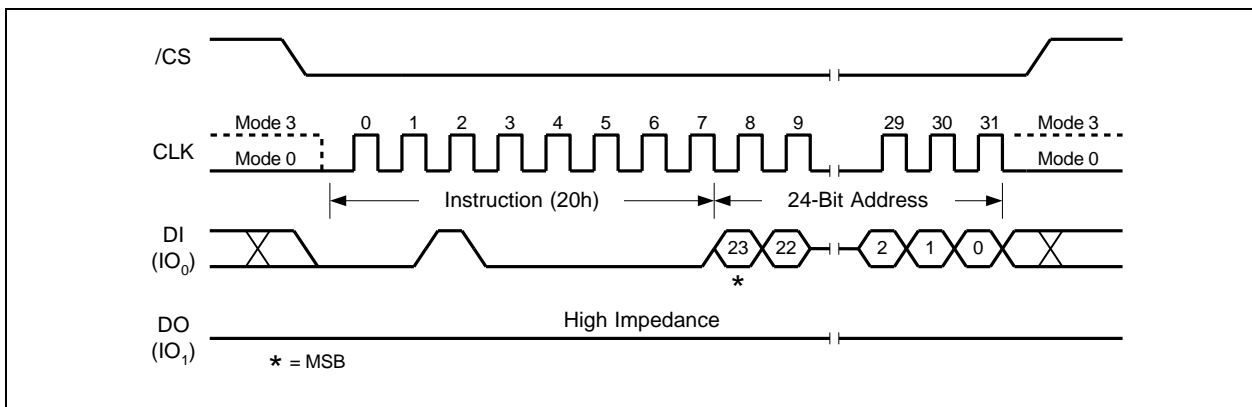 /CS
Mode 3 0 1 2 3 4 5 6 7 8 9 29 30 31 Mode 3
CLK Mode 0 Mode 0
Instruction (20h) 24-Bit Address
DI
(IO0) 23 22 2 1 0
*
High Impedance
DO
(IO1)
* = MSB